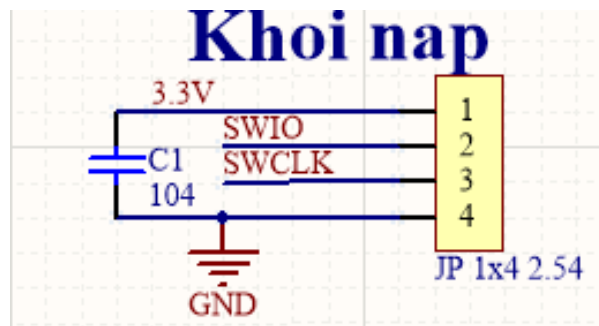 Khoi nap
3.3V
1
SWIO
2
C1
SWCLK
3
104
4
JP 1x4 2.54
GND